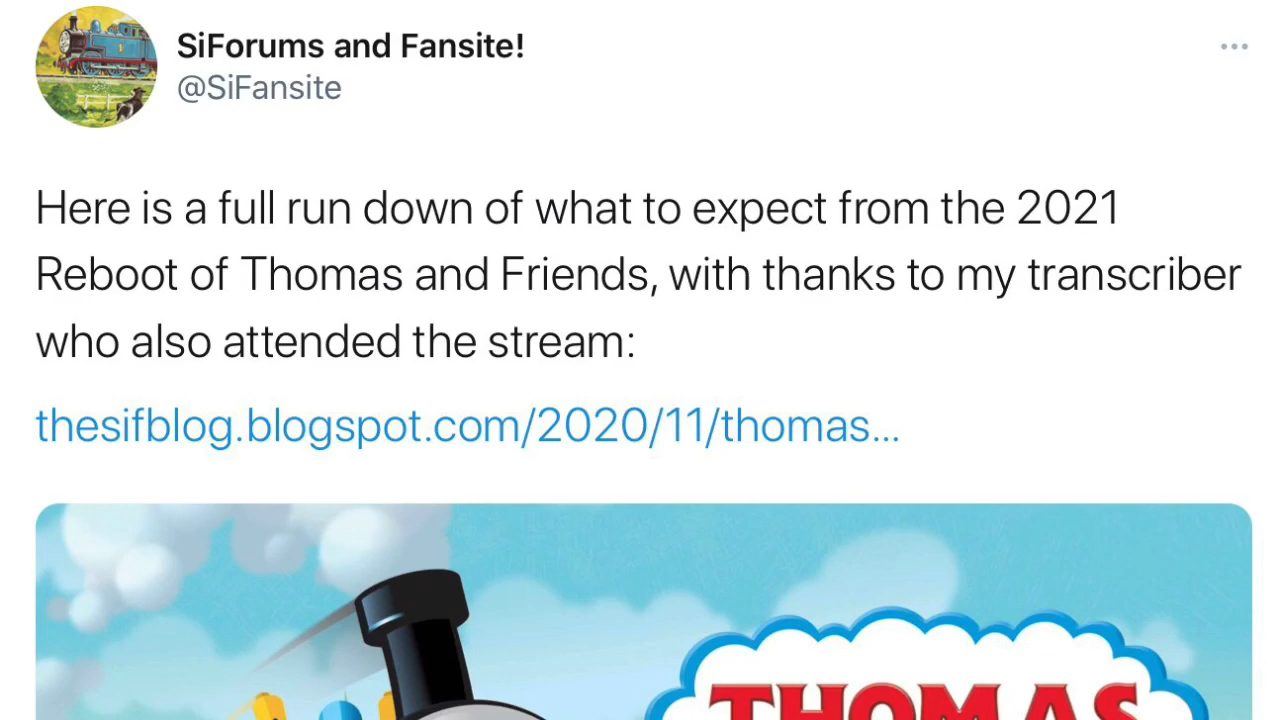 SiForums and Fansite!
@SiFansite
Here is a full run down of what to expect from the 2021
Reboot of Thomas and Friends, with thanks to my transcriber
who also attended the stream:
thesifblog.blogspot.com/2020/11/thomas...
THOMAS